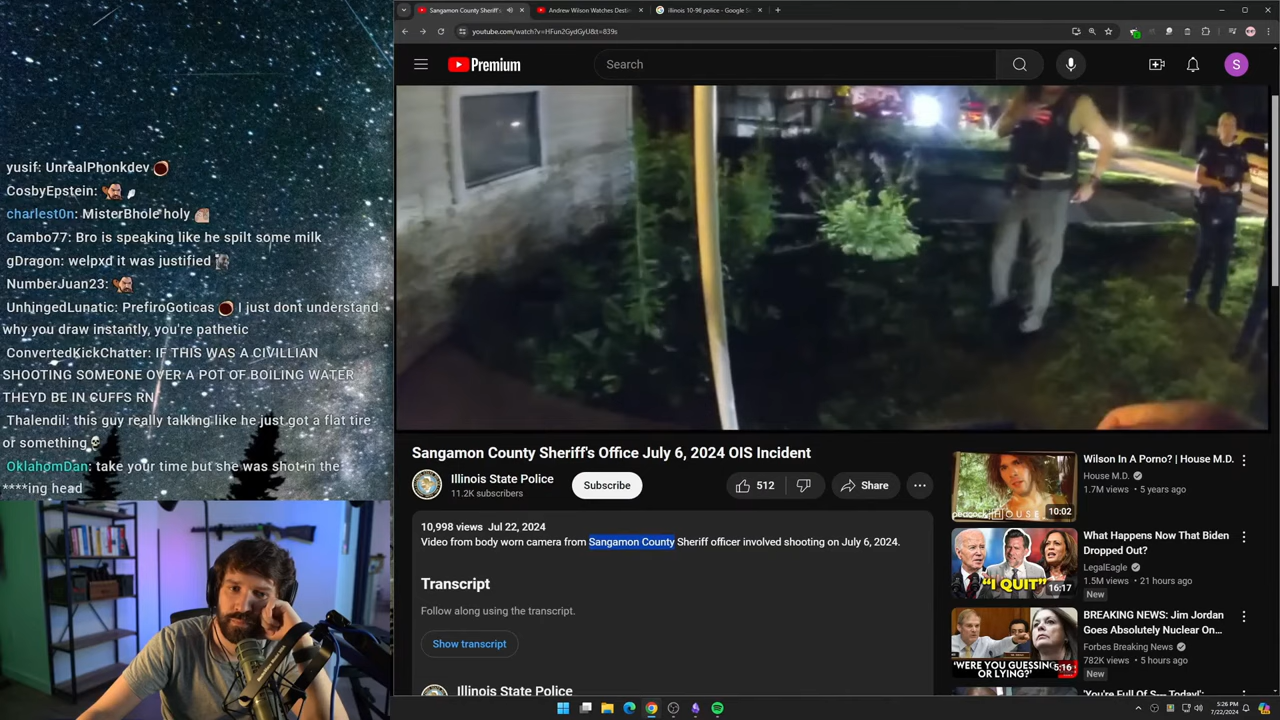 Sangamon County Sheriff's
Andrew Wilson Watches Desti
illinois 10-96 police - Google S
youtube.com/watch?v=HFun2GydGyU&t=839s
Premium
Search
S
yusif: UnrealPhonkdev
CosbyEpstein:
charlest0n: MisterBhole holy
Cambo77: Bro is speaking like he spilt some milk
gDragon: welpxd it was justified
NumberJuan23:
UnhingedLunatic: PrefiroGoticas I just dont understand
why you draw instantly, you're pathetic
ConvertedKickChatter: IF THIS WAS A CIVILLIAN
SHOOTING SOMEONE OVER A POT OF BOILING WATER
THEYD BE IN CUFFS RN
Thalendil: this guy really talking like he just got a flat tire
or something
OklahomDan: take your time but she was shot in the
****ing head
Sangamon County Sheriff's Office July 6, 2024 OIS Incident
Illinois State Police
11.2K subscribers
Subscribe
512
Share
10,998 views Jul 22, 2024
Video from body worn camera from Sangamon County Sheriff officer involved shooting on July 6, 2024.
Transcript
Follow along using the transcript.
Show transcript
Illinois State Police
Wilson In A Porno? | House M.D.
House M.D.
1.7M views • 5 years ago
peacock HOUSE
10:02
What Happens Now That Biden
Dropped Out?
LegalEagle
1.5M views • 21 hours ago
New
"I QUIT"
16:17
BREAKING NEWS: Jim Jordan
Goes Absolutely Nuclear On...
Forbes Breaking News
782K views • 5 hours ago
New
'WERE YOU GUESSING
OR LYING?'
5:16
'You're Full Of S--- Today!':
5:26 PM
7/22/2024